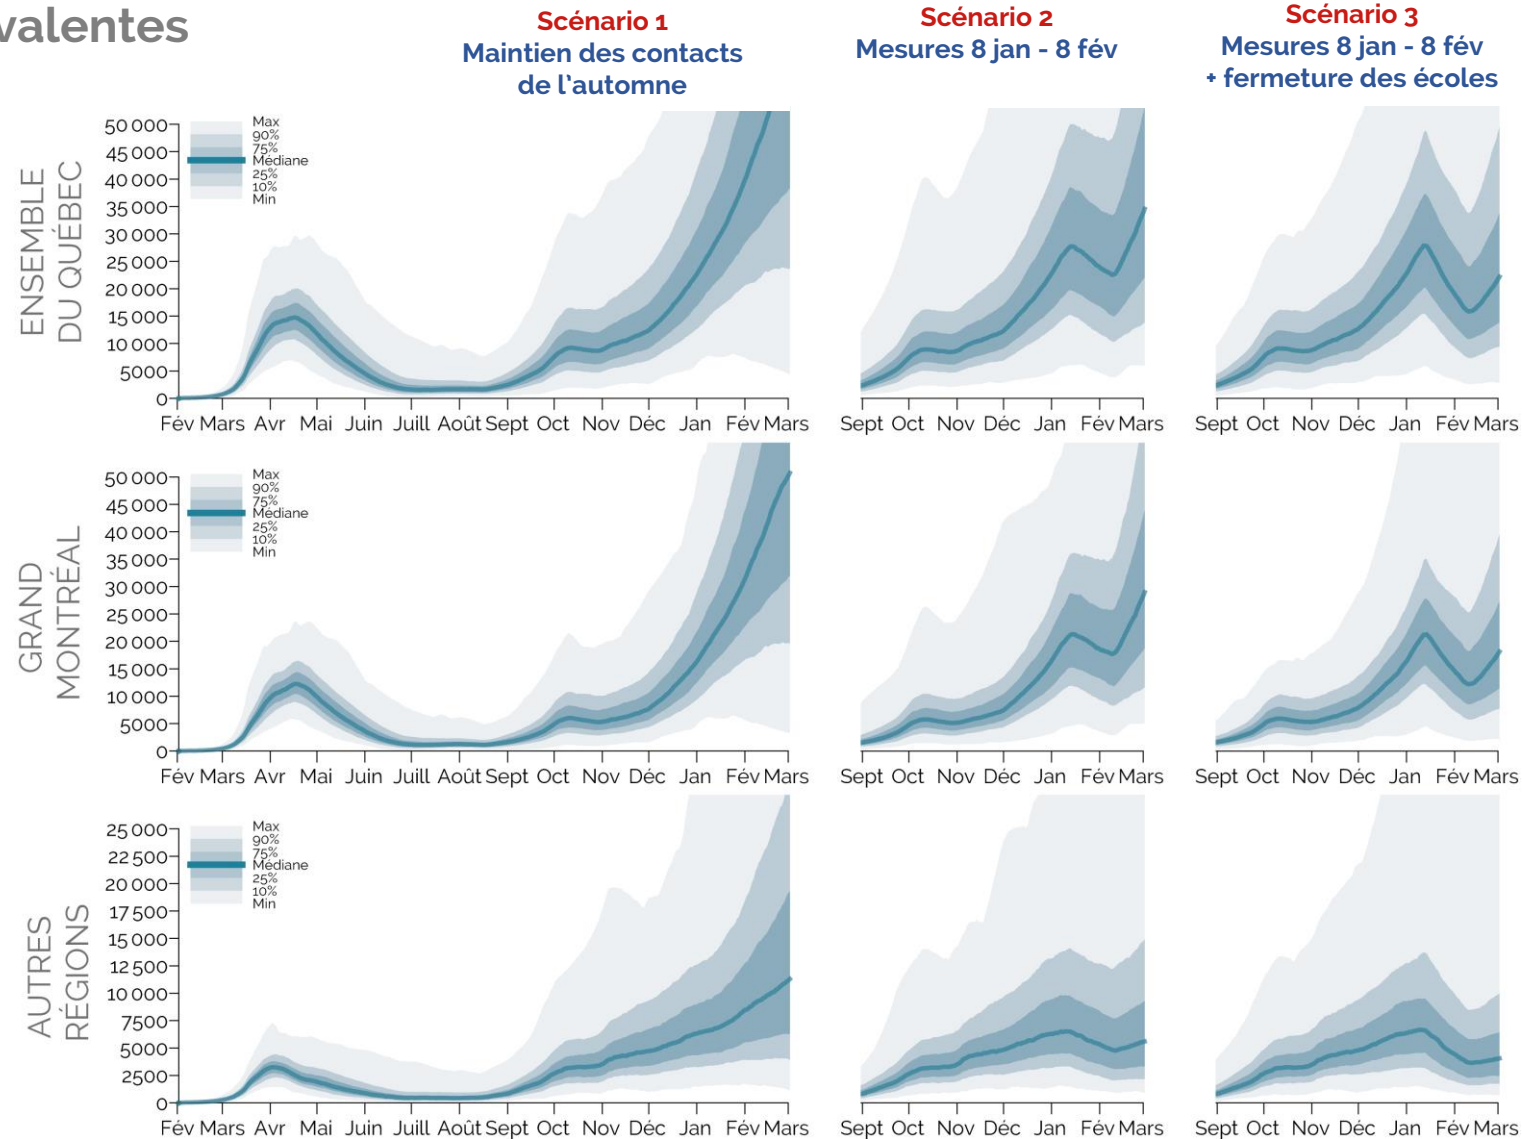 valentes
Scénario 1
Maintien des contacts
de l'automne
Scénario 2
Mesures 8 jan - 8 fév
Scénario 3
Mesures 8 jan - 8 fév
+ fermeture des écoles
ENSEMBLE
DU QUÉBEC
50 000
45 000
40 000
35 000
30 000
25 000
20 000
15 000
10 000
5000
0
Max
90%
75%
Médiane
25%
10%
Min
Fév Mars Avr Mai Juin Juill Août Sept Oct Nov Déc Jan Fév Mars
Sept Oct Nov Déc Jan Fév Mars
Sept Oct Nov Déc Jan Fév Mars
GRAND
MONTRÉAL
50 000
45 000
40 000
35 000
30 000
25 000
20 000
15 000
10 000
5000
0
Max
90%
75%
Médiane
25%
10%
Min
Fév Mars Avr Mai Juin Juill Août Sept Oct Nov Déc Jan Fév Mars
Sept Oct Nov Déc Jan Fév Mars
Sept Oct Nov Déc Jan Fév Mars
AUTRES
RÉGIONS
25 000
22 500
20 000
17 500
15 000
12 500
10 000
7500
5000
2500
0
Max
90%
75%
Médiane
25%
10%
Min
Fév Mars Avr Mai Juin Juill Août Sept Oct Nov Déc Jan Fév Mars
Sept Oct Nov Déc Jan Fév Mars
Sept Oct Nov Déc Jan Fév Mars